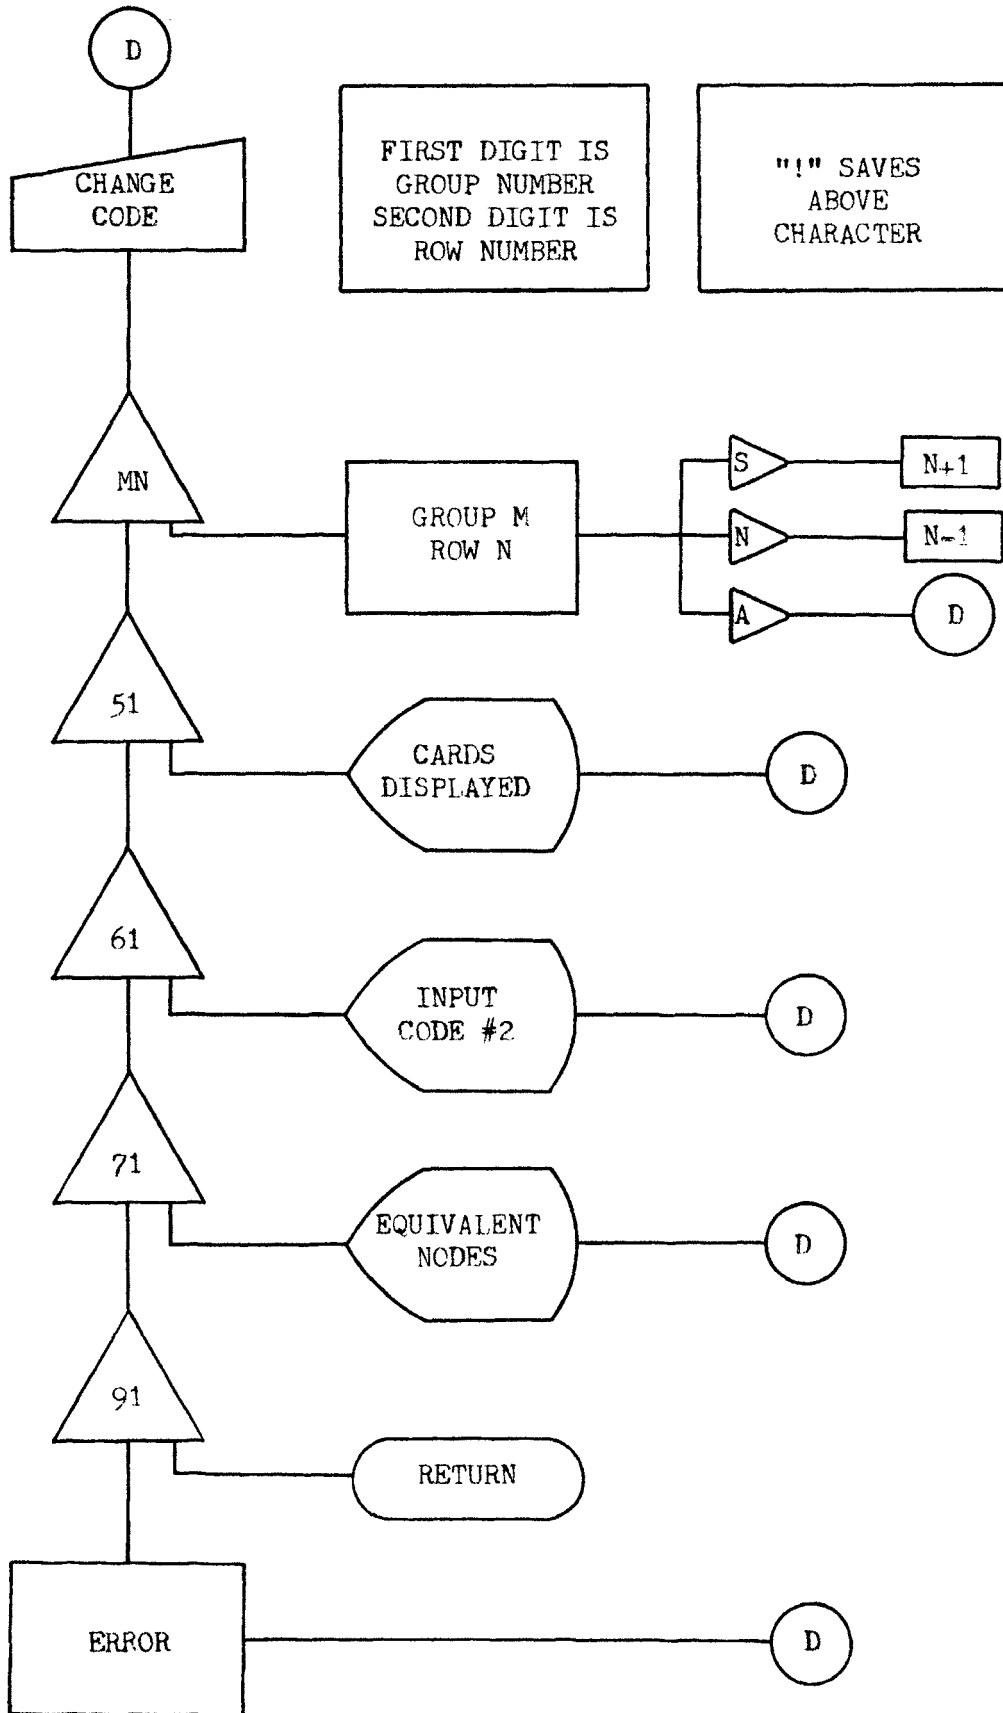 D
CHANGE
CODE
FIRST DIGIT IS
GROUP NUMBER
SECOND DIGIT IS
ROW NUMBER
"!" SAVES
ABOVE
CHARACTER
MN
GROUP M
ROW N
S
N+1
N
N-1
A
D
51
CARDS
DISPLAYED
D
61
INPUT
CODE #2
D
71
EQUIVALENT
NODES
D
91
RETURN
ERROR
D